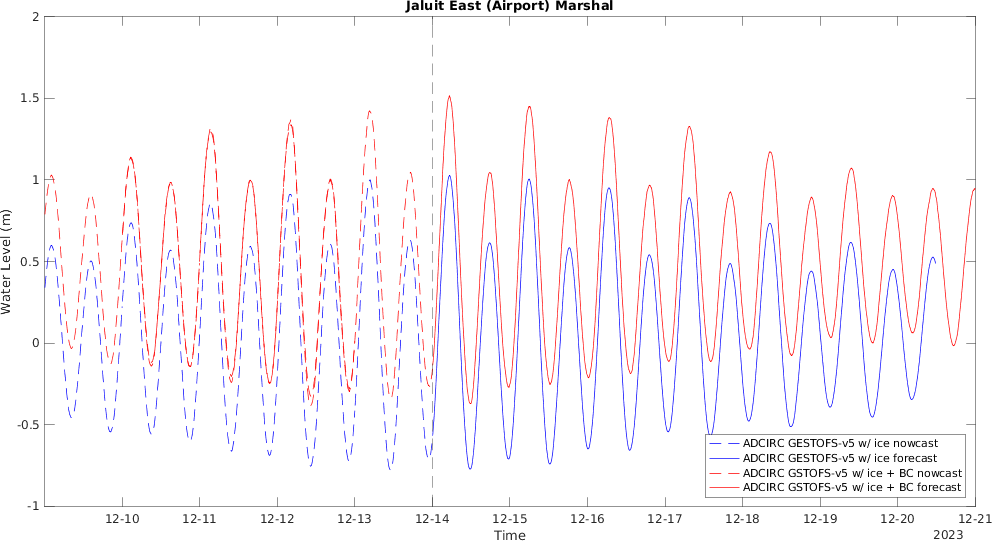 Jaluit East (Airport) Marshal
2
1.5
1
0.5
0
-0.5
-1
Water Level (m)
12-10
12-11
12-12
12-13
12-14
12-15
12-16
12-17
12-18
12-19
12-20
12-21
Time
2023
ADCIRC GESTOFS-v5 w/ ice nowcast
ADCIRC GESTOFS-v5 w/ ice forecast
ADCIRC GSTOFS-v5 w/ ice + BC nowcast
ADCIRC GSTOFS-v5 w/ ice + BC forecast